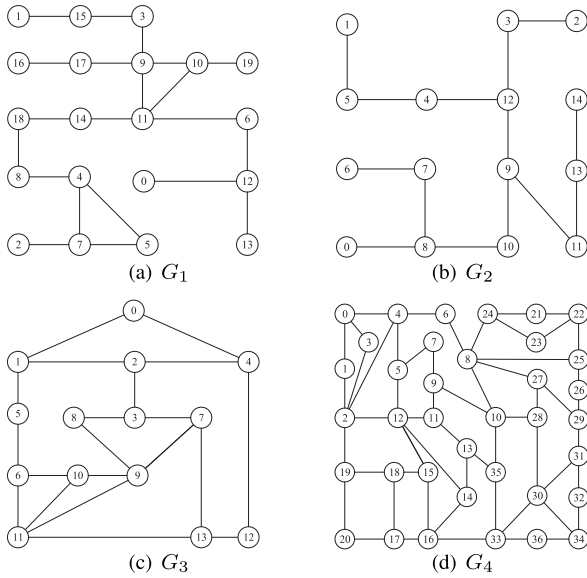 1 15 3 1 3 2
16 17 9 10 19
18 14 11 6 5 4 12 14
8 4 0 12 6 7 9 13
2 7 5 13 0 8 10 11
(a) G₁ (b) G₂
0 0 4 6 24 21 22
3 7 23
1 2 4 1 5 8 25
9 27 26
5 8 3 7 2 12 11 10 28 29
13 31
6 10 9 19 18 15 35
14 30 32
11 13 12 20 17 16 33 36 34
(c) G₃ (d) G₄